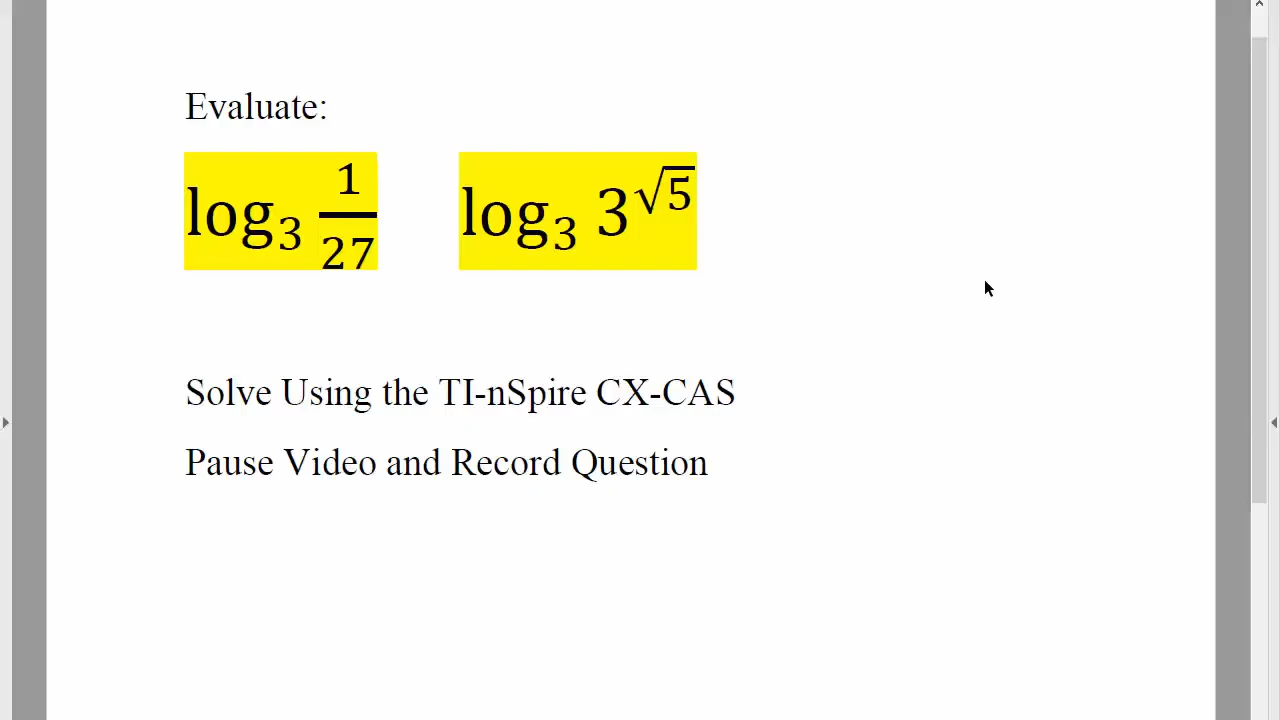 Evaluate:
log₃ 1/27    log₃ 3^√5
Solve Using the TI-nSpire CX-CAS
Pause Video and Record Question